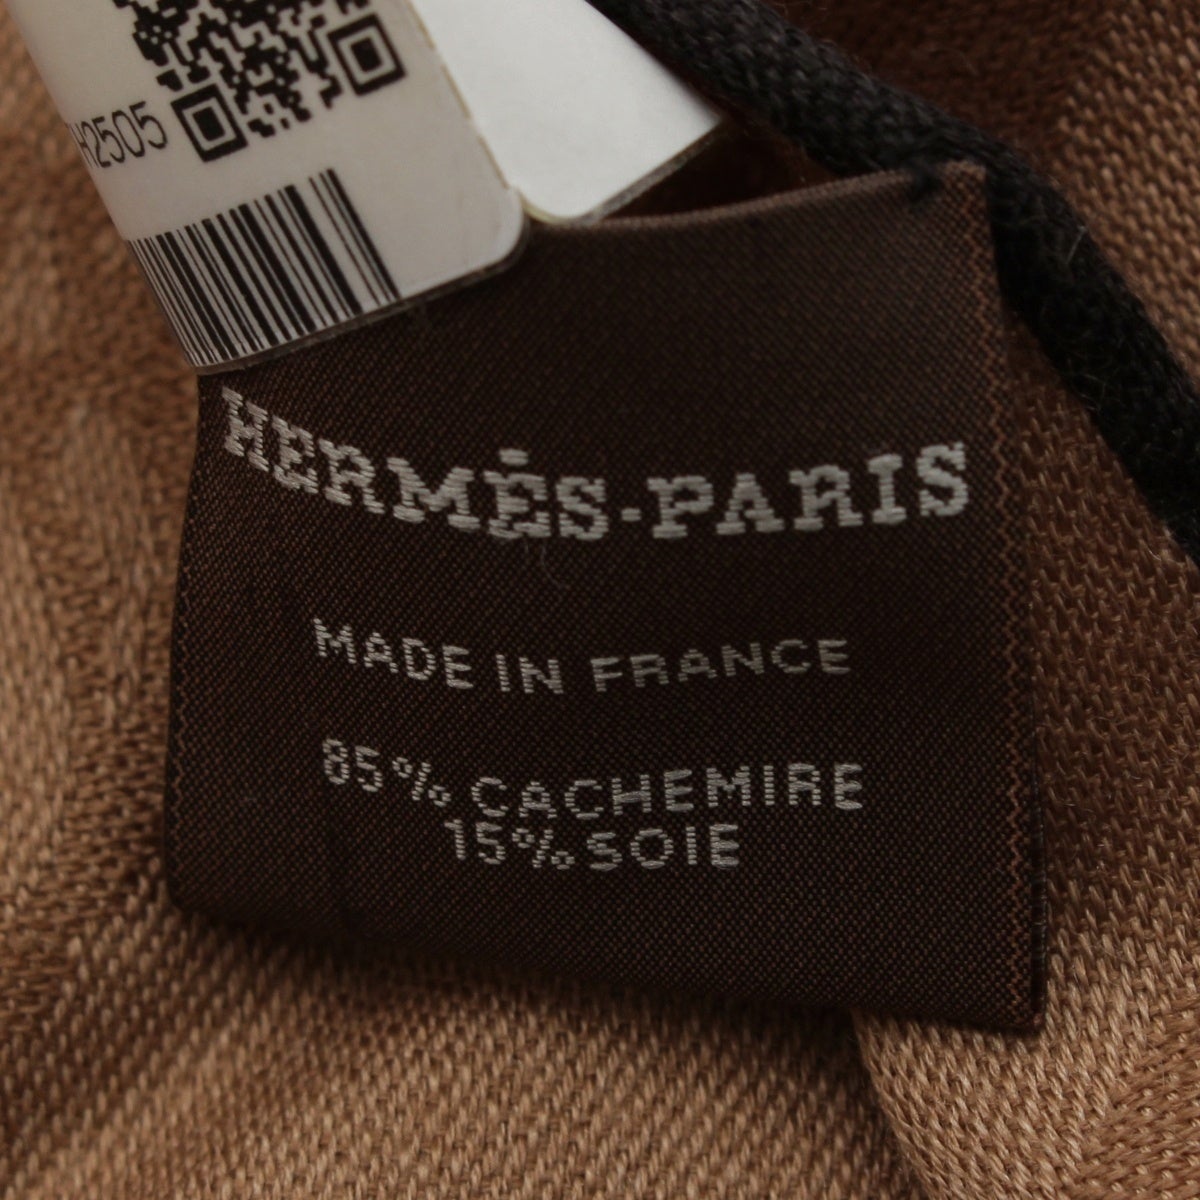 H2505
HERMÈS-PARIS
MADE IN FRANCE
85% CACHEMIRE
15% SOIE